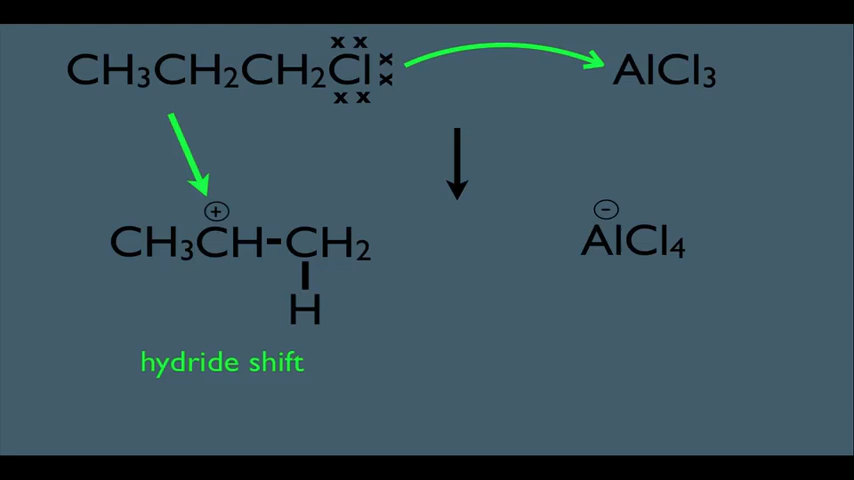 CH₃CH₂CH₂Cl AlCl₃
⊕ ⊖
CH₃CH-CH₂ AlCl₄
H
hydride shift